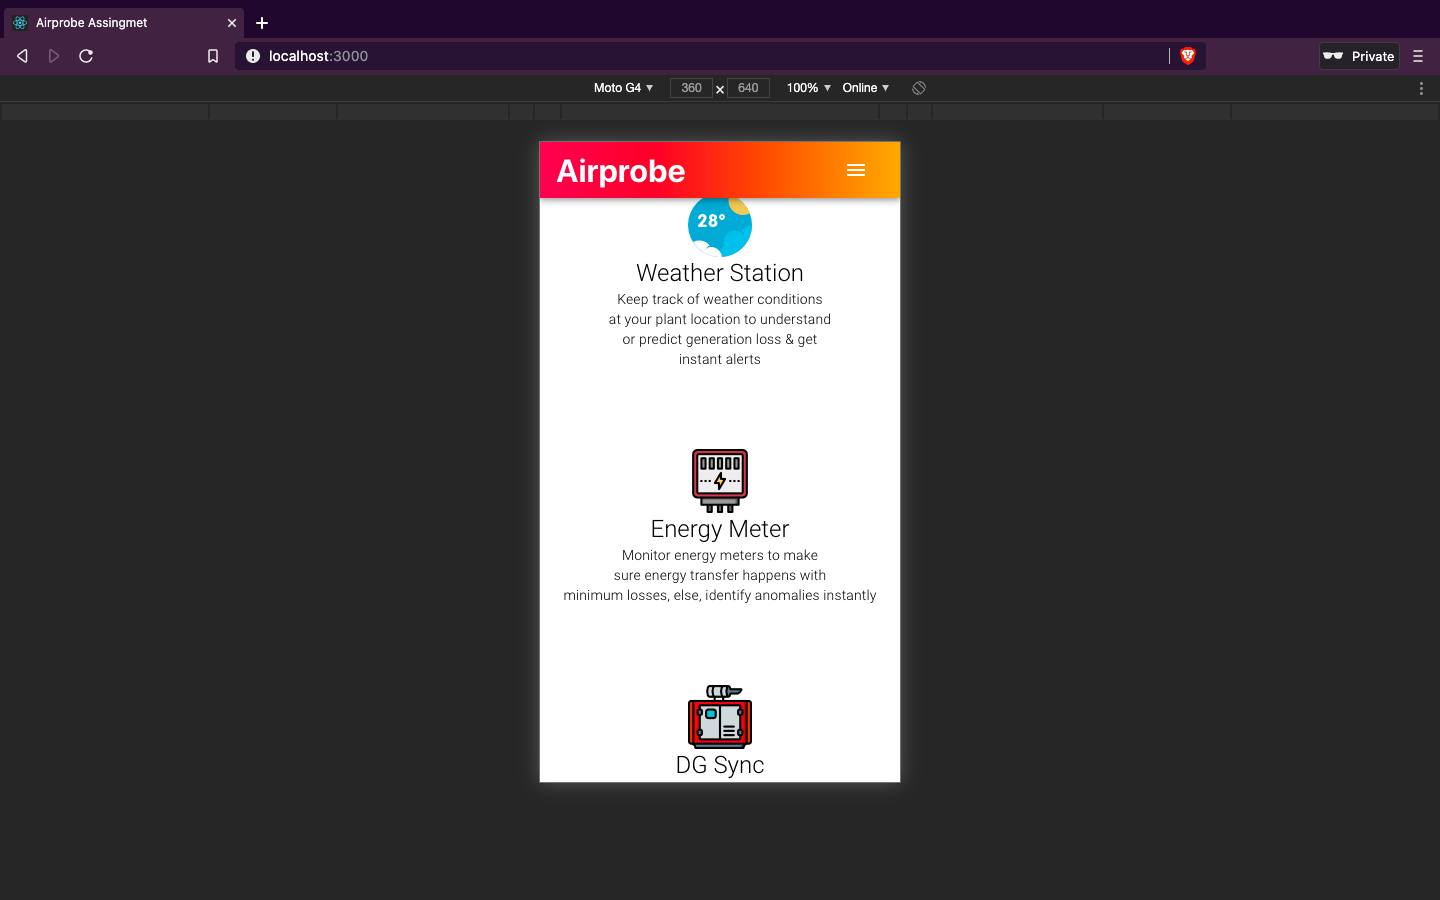 Airprobe Assingmet
localhost:3000
Private
Moto G4
360 × 640
100%
Online
Airprobe
28°
Weather Station
Keep track of weather conditions
at your plant location to understand
or predict generation loss & get
instant alerts
Energy Meter
Monitor energy meters to make
sure energy transfer happens with
minimum losses, else, identify anomalies instantly
DG Sync